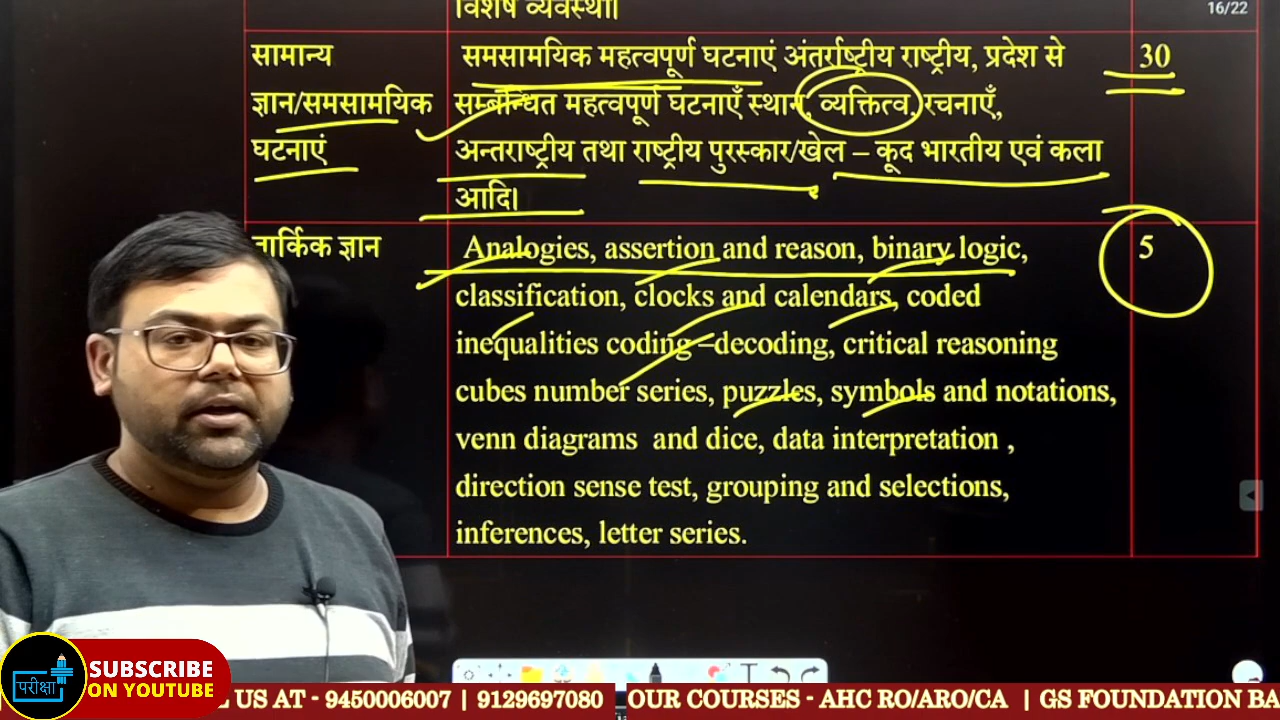 विशेष व्यवस्था।
16/22
सामान्य
ज्ञान/समसामयिक
घटनाएं
समसामयिक महत्वपूर्ण घटनाएं अंतर्राष्ट्रीय राष्ट्रीय, प्रदेश से
सम्बन्धित महत्वपूर्ण घटनाएँ स्थान, व्यक्तित्व, रचनाएँ,
अन्तराष्ट्रीय तथा राष्ट्रीय पुरस्कार/खेल – कूद भारतीय एवं कला
आदि।
30
तार्किक ज्ञान
Analogies, assertion and reason, binary logic,
classification, clocks and calendars, coded
inequalities coding –decoding, critical reasoning
cubes number series, puzzles, symbols and notations,
venn diagrams and dice, data interpretation ,
direction sense test, grouping and selections,
inferences, letter series.
5
परीक्षा
SUBSCRIBE
ON YOUTUBE
US AT - 9450006007 | 9129697080 OUR COURSES - AHC RO/ARO/CA | GS FOUNDATION